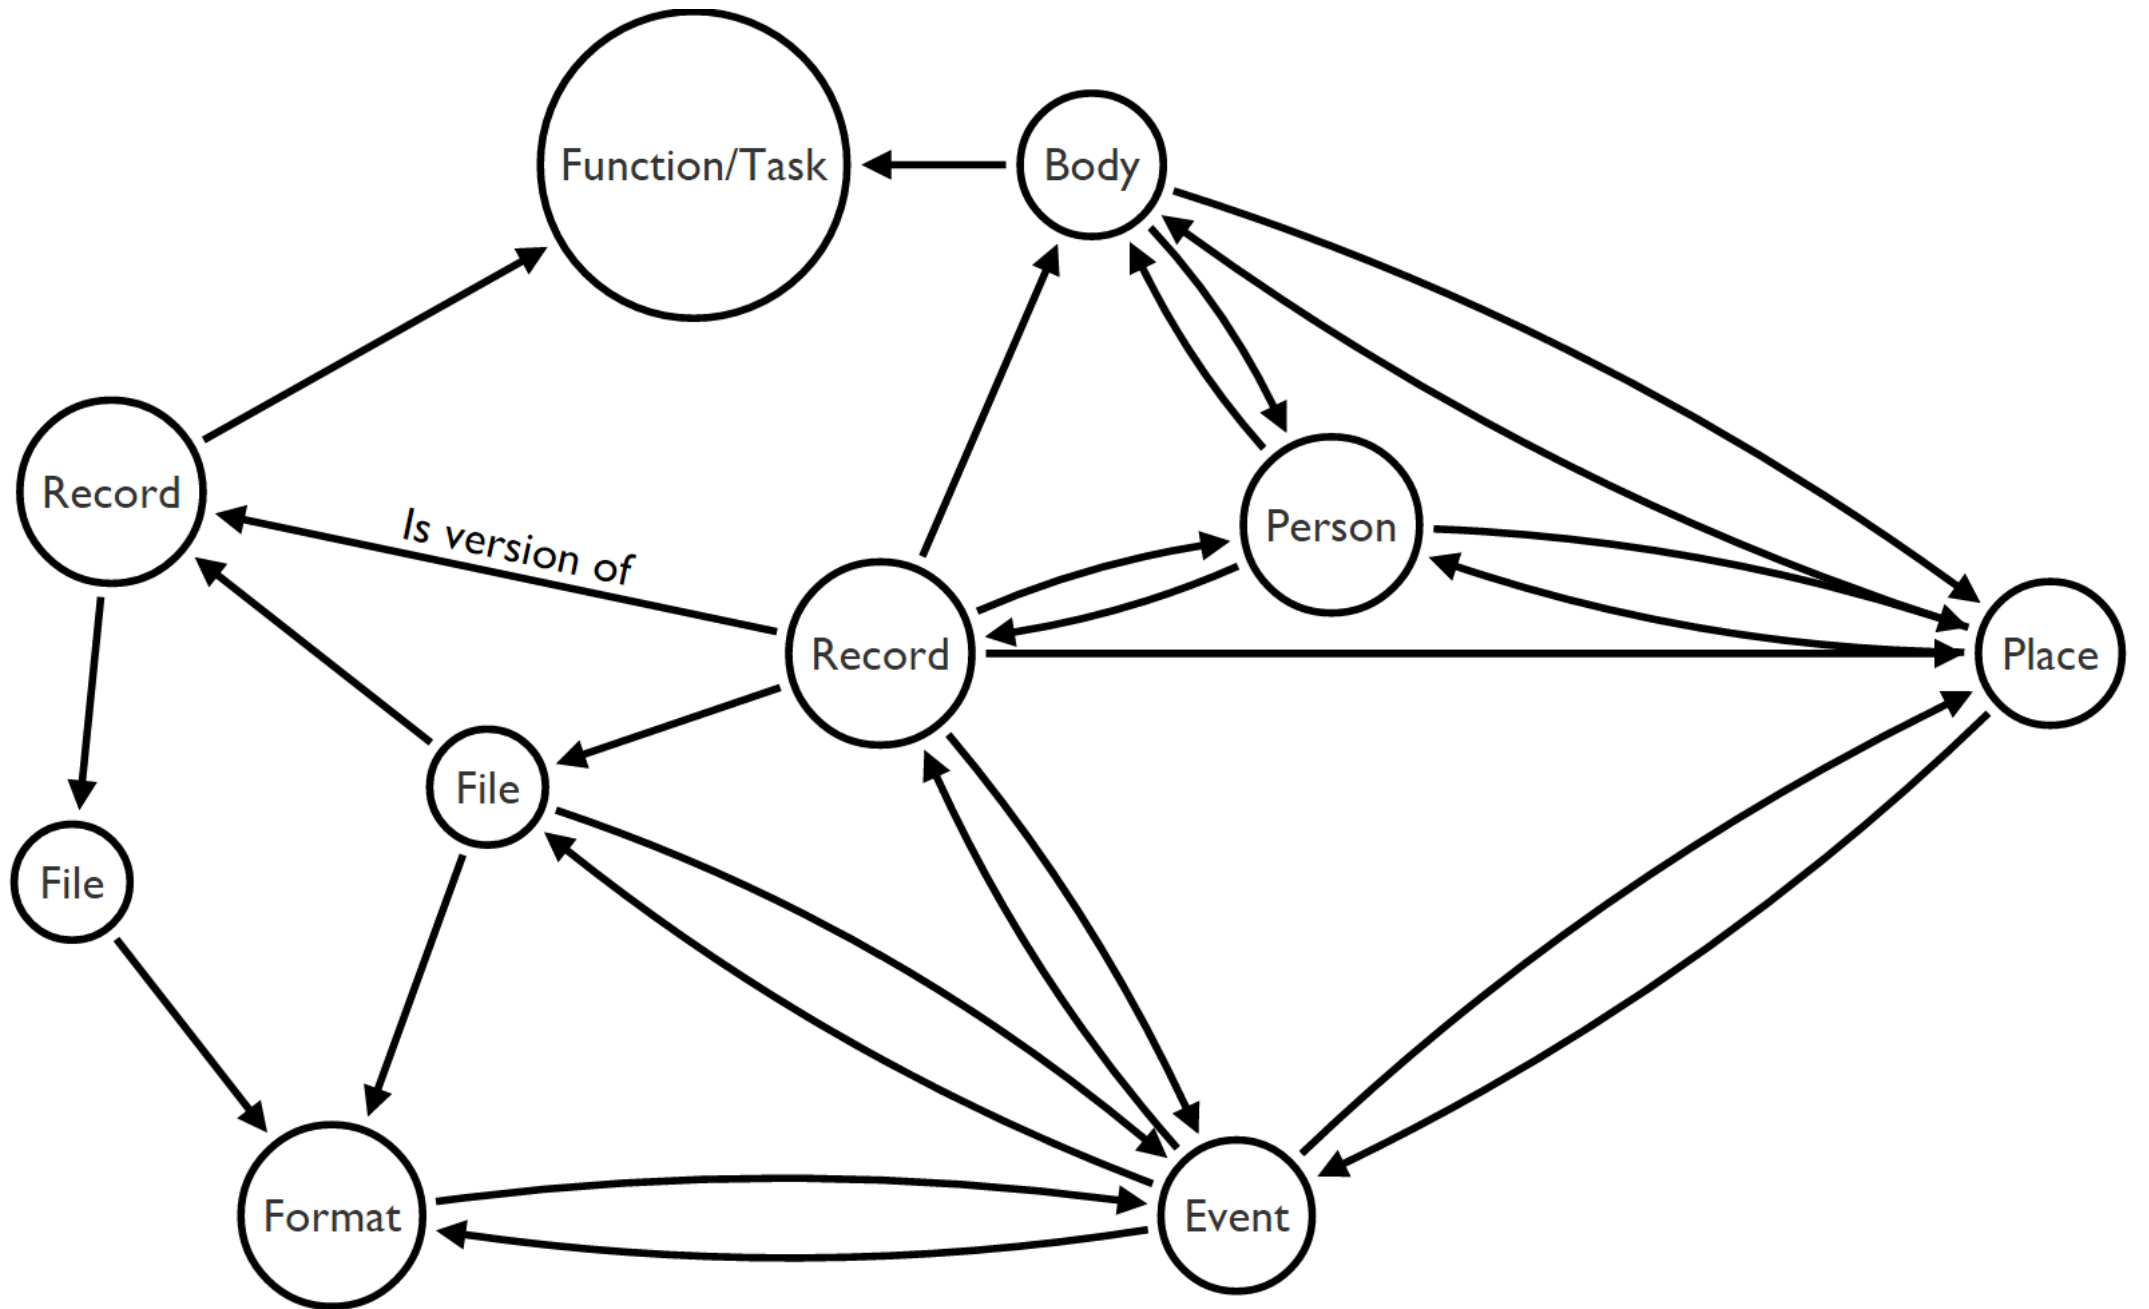 Function/Task
Body
Record
Is version of
Person
Record
Place
File
File
Format
Event